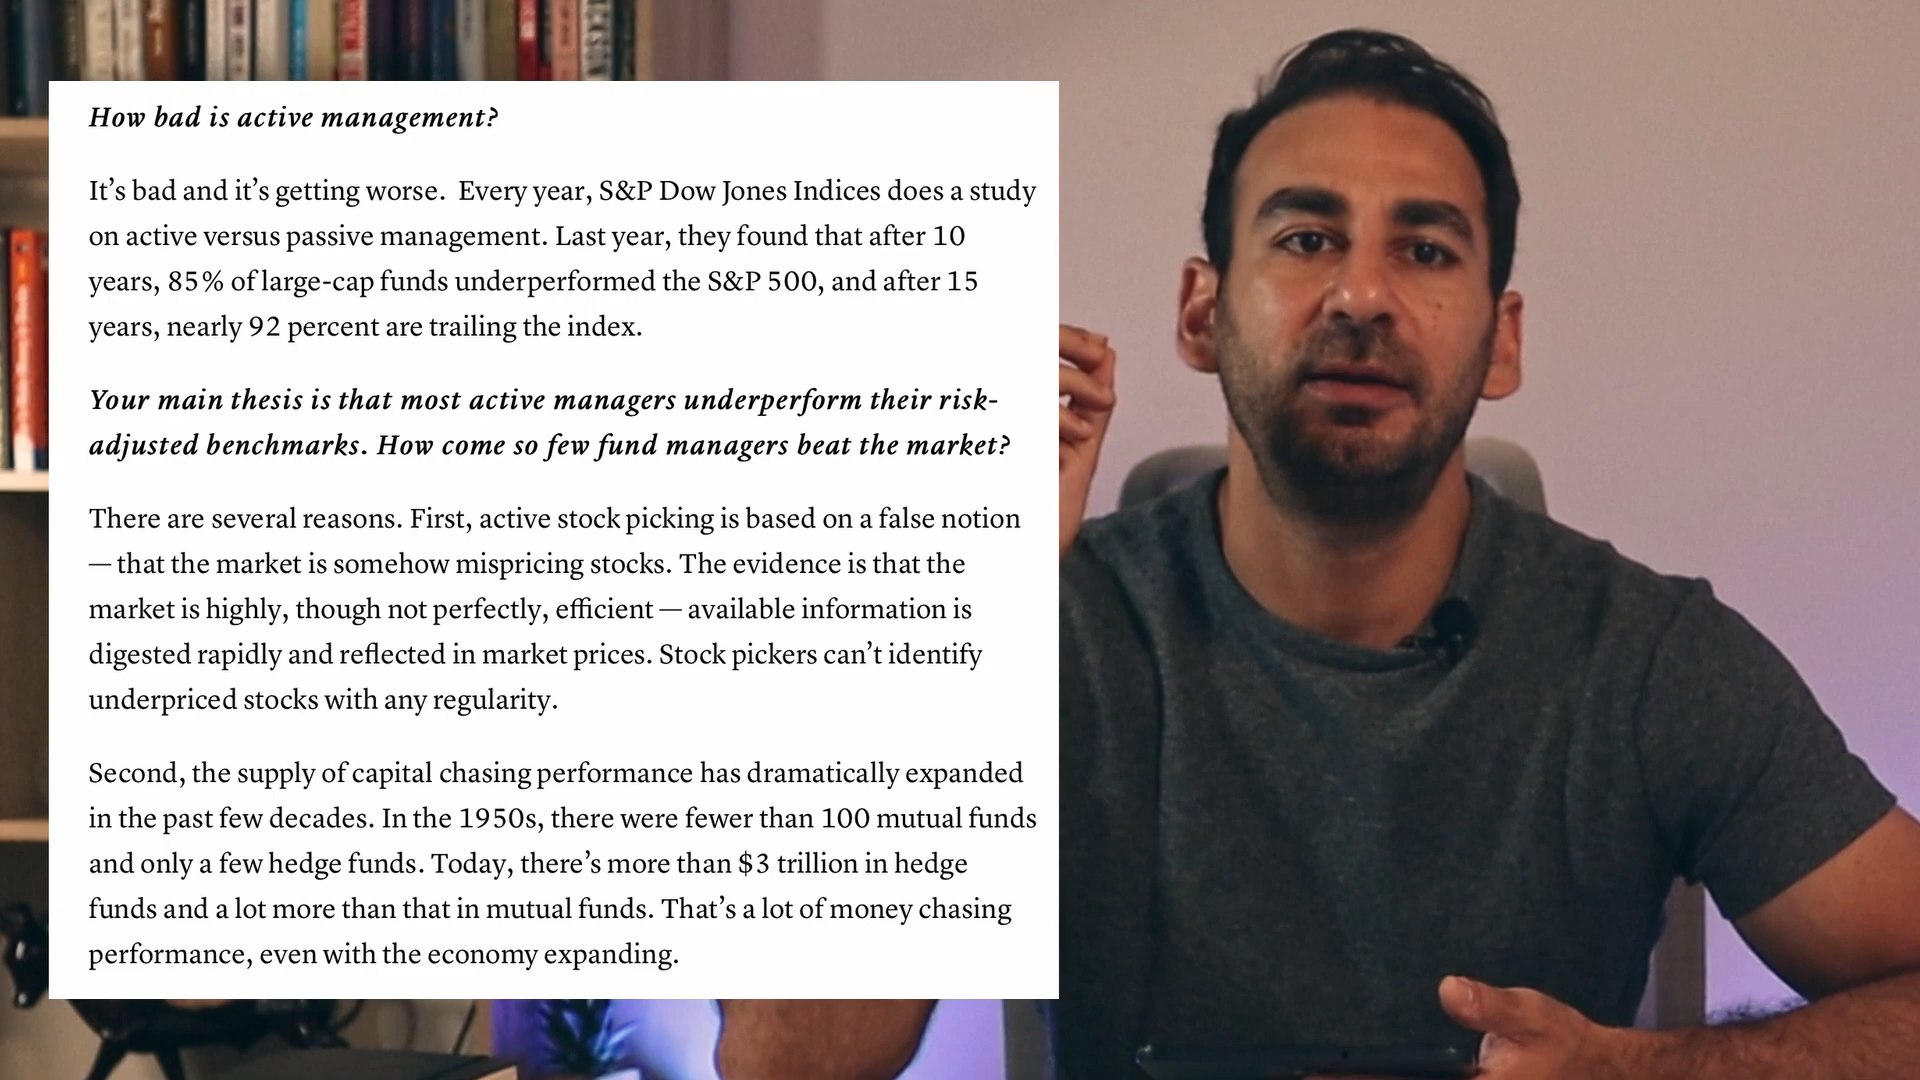 How bad is active management?
It’s bad and it’s getting worse.  Every year, S&P Dow Jones Indices does a study
on active versus passive management. Last year, they found that after 10
years, 85% of large-cap funds underperformed the S&P 500, and after 15
years, nearly 92 percent are trailing the index.
Your main thesis is that most active managers underperform their risk-
adjusted benchmarks. How come so few fund managers beat the market?
There are several reasons. First, active stock picking is based on a false notion
— that the market is somehow mispricing stocks. The evidence is that the
market is highly, though not perfectly, efficient — available information is
digested rapidly and reflected in market prices. Stock pickers can’t identify
underpriced stocks with any regularity.
Second, the supply of capital chasing performance has dramatically expanded
in the past few decades. In the 1950s, there were fewer than 100 mutual funds
and only a few hedge funds. Today, there’s more than $3 trillion in hedge
funds and a lot more than that in mutual funds. That’s a lot of money chasing
performance, even with the economy expanding.